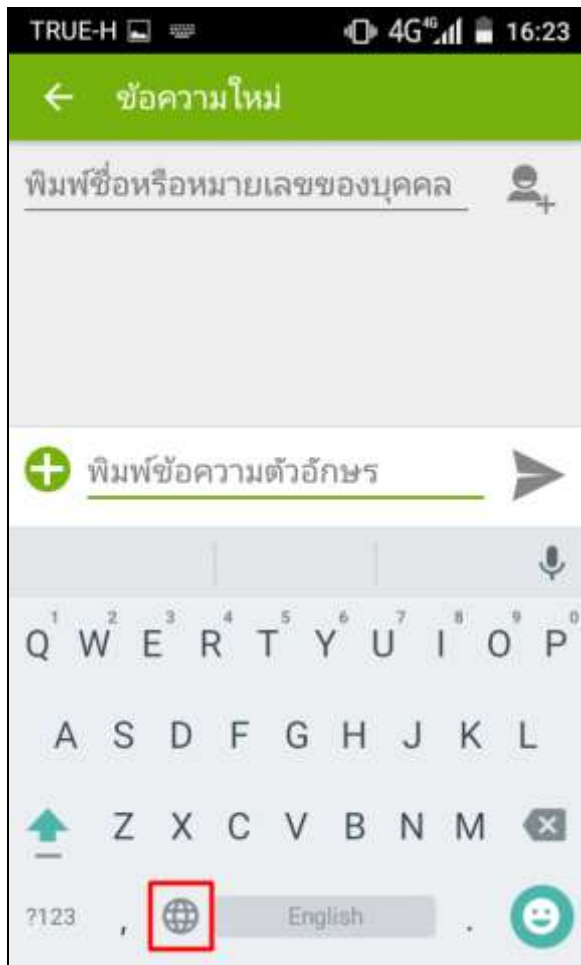 TRUE-H 4G 4G 16:23
ข้อความใหม่
พิมพ์ชื่อหรือหมายเลขของบุคคล
พิมพ์ข้อความตัวอักษร
1 2 3 4 5 6 7 8 9 0
Q W E R T Y U I O P
A S D F G H J K L
Z X C V B N M
?123 , English .